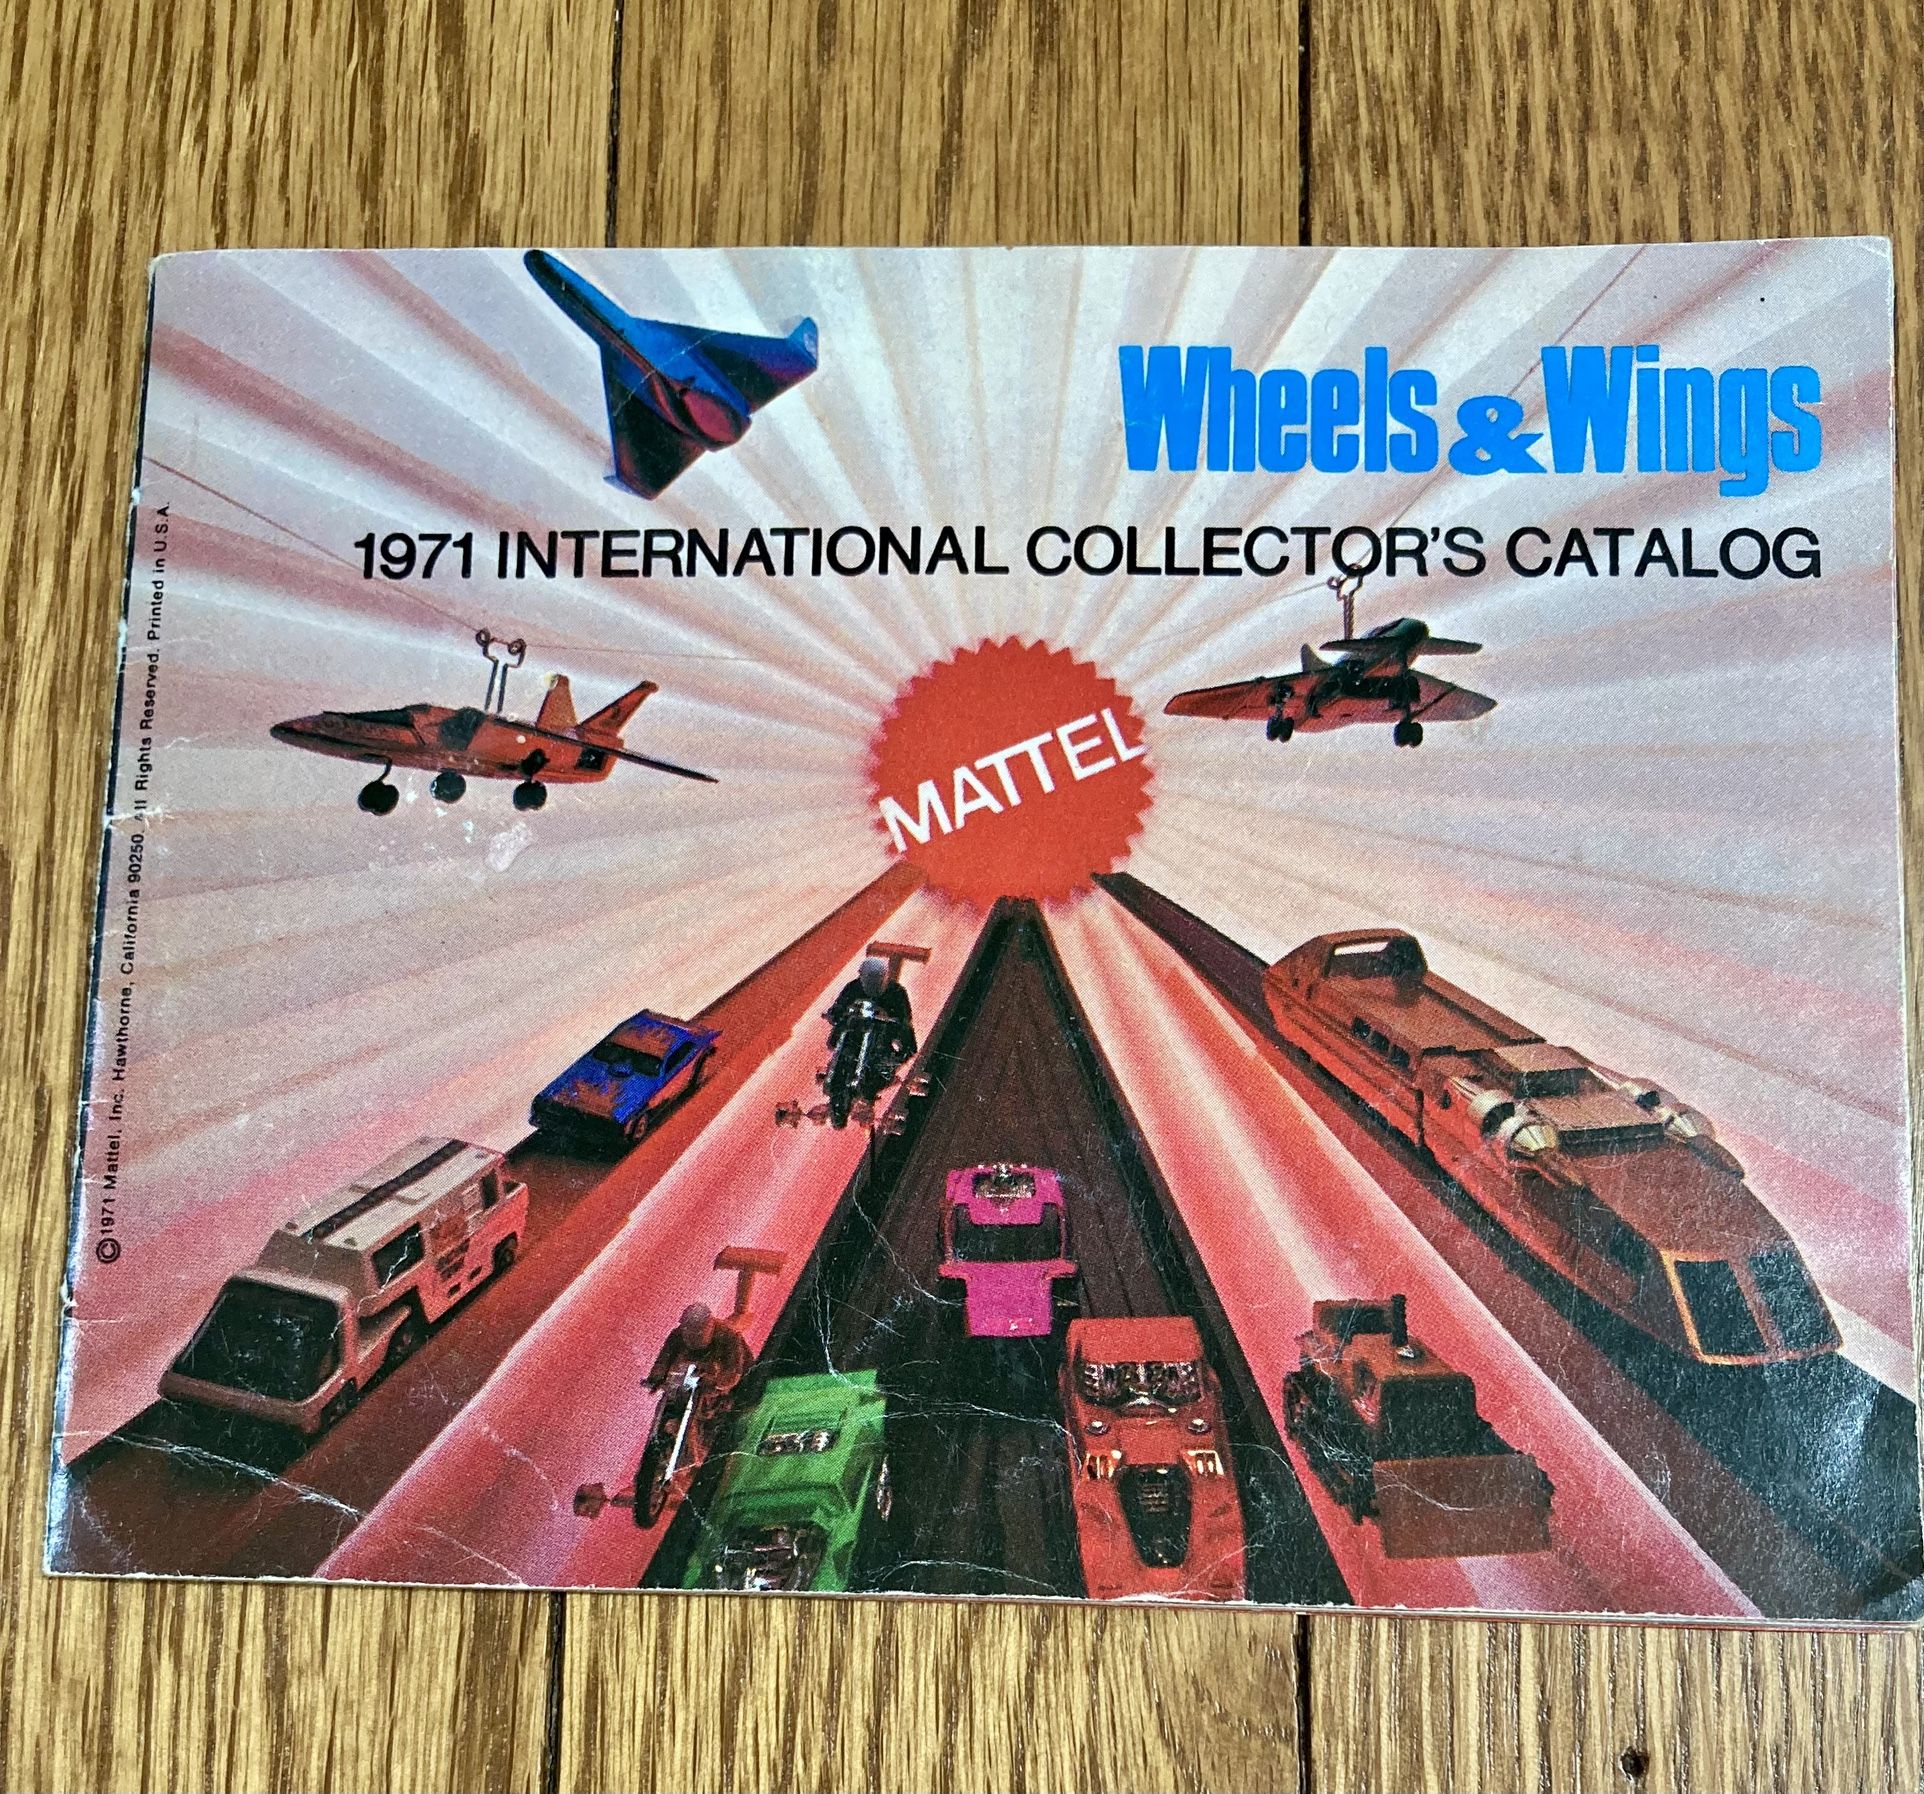 Wheels & Wings
1971 INTERNATIONAL COLLECTOR'S CATALOG
MATTEL
©1971 Mattel, Inc. Hawthorne, California 90250. All Rights Reserved. Printed in U.S.A.